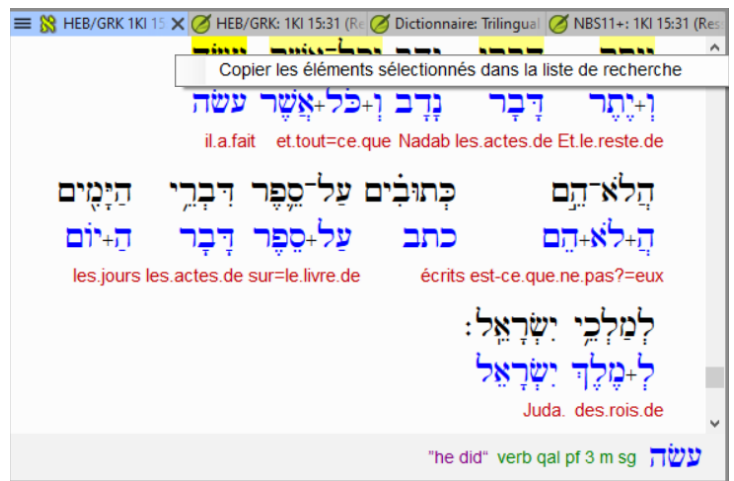 HEB/GRK 1KI 15 HEB/GRK: 1KI 15:31 (Re Dictionnaire: Trilingual NBS11+: 1KI 15:31 (Res
Copier les éléments sélectionnés dans la liste de recherche
וְ+יֶתֶר דָּבָר נָדָב וְ+כֹּל+אֲשֶׁר עשׂה
il.a.fait et.tout=ce.que Nadab les.actes.de Et.le.reste.de
הֲלֹא־הֵ֣ם כְּתוּבִ֗ים עַל־סֵ֛פֶר דִּבְרֵ֥י הַיָּמִ֖ים
הֲ+לֹא+הֵם כתב עַל+סֵפֶר דָּבָר הַ+יוֹם
les.jours les.actes.de sur=le.livre.de écrits est-ce.que.ne.pas?=eux
לְמַלְכֵ֥י יִשְׂרָאֵֽל׃
לְ+מֶלֶךְ יִשְׂרָאֵל
Juda. des.rois.de
"he did" verb qal pf 3 m sg עשׂה